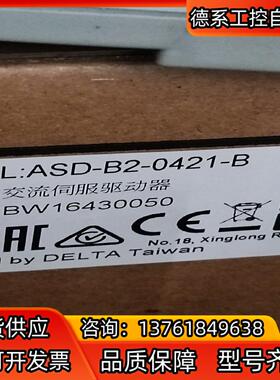 德系工控自
L:ASD-B2-0421-B
交流伺服驱动器
BW16430050
EAC
CE
No.18, Xinglong R
by DELTA Taiwan
货供应
咨询：13761849638
可开发票
品质保障
型号齐